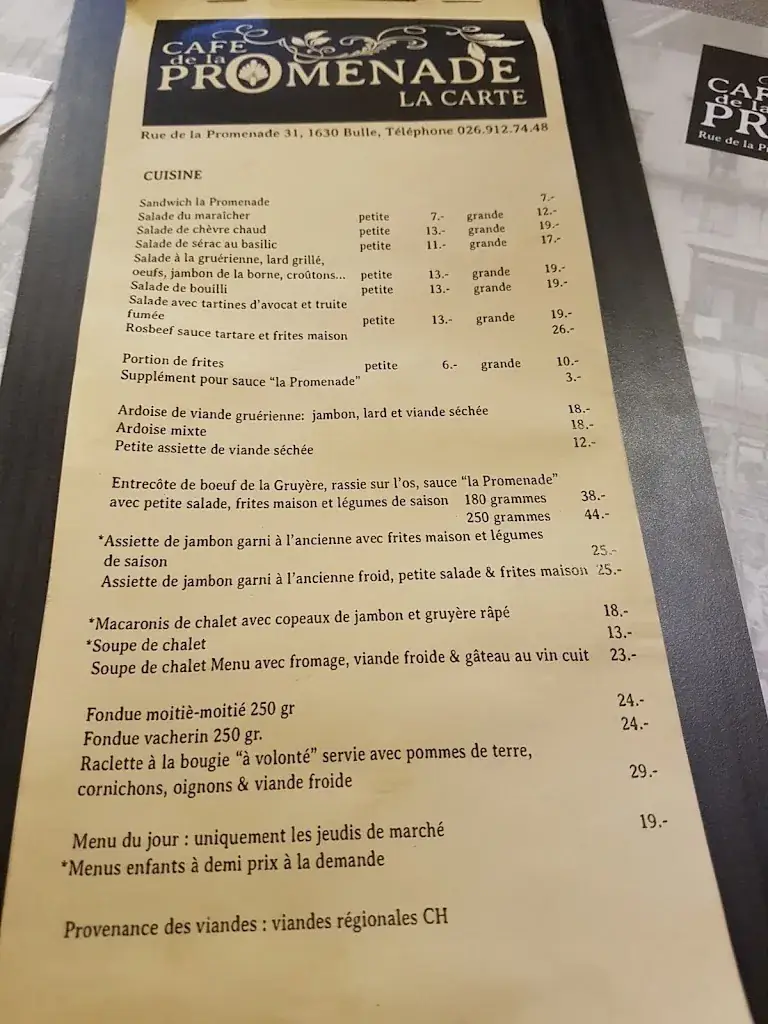 CAFE
de la
PROMENADE
LA CARTE
Rue de la Promenade 31, 1630 Bulle, Téléphone 026.912.74.48
CUISINE
Sandwich la Promenade 7.-
Salade du maraîcher petite 7.- grande 12.-
Salade de chèvre chaud petite 13.- grande 19.-
Salade de sérac au basilic petite 11.- grande 17.-
Salade à la gruérienne, lard grillé,
oeufs, jambon de la borne, croûtons... petite 13.- grande 19.-
Salade de bouilli petite 13.- grande 19.-
Salade avec tartines d'avocat et truite
fumée petite 13.- grande 19.-
Rosbeef sauce tartare et frites maison 26.-
Portion de frites petite 6.- grande 10.-
Supplément pour sauce "la Promenade" 3.-
Ardoise de viande gruérienne: jambon, lard et viande séchée 18.-
Ardoise mixte 18.-
Petite assiette de viande séchée 12.-
Entrecôte de boeuf de la Gruyère, rassie sur l'os, sauce "la Promenade"
avec petite salade, frites maison et légumes de saison 180 grammes 38.-
250 grammes 44.-
*Assiette de jambon garni à l'ancienne avec frites maison et légumes
de saison 25.-
Assiette de jambon garni à l'ancienne froid, petite salade & frites maison 25.-
*Macaronis de chalet avec copeaux de jambon et gruyère râpé 18.-
*Soupe de chalet 13.-
Soupe de chalet Menu avec fromage, viande froide & gâteau au vin cuit 23.-
Fondue moitiè-moitié 250 gr 24.-
Fondue vacherin 250 gr. 24.-
Raclette à la bougie "à volonté" servie avec pommes de terre,
cornichons, oignons & viande froide 29.-
Menu du jour : uniquement les jeudis de marché 19.-
*Menus enfants à demi prix à la demande
Provenance des viandes : viandes régionales CH
CAF
de la
PR
Rue de la P